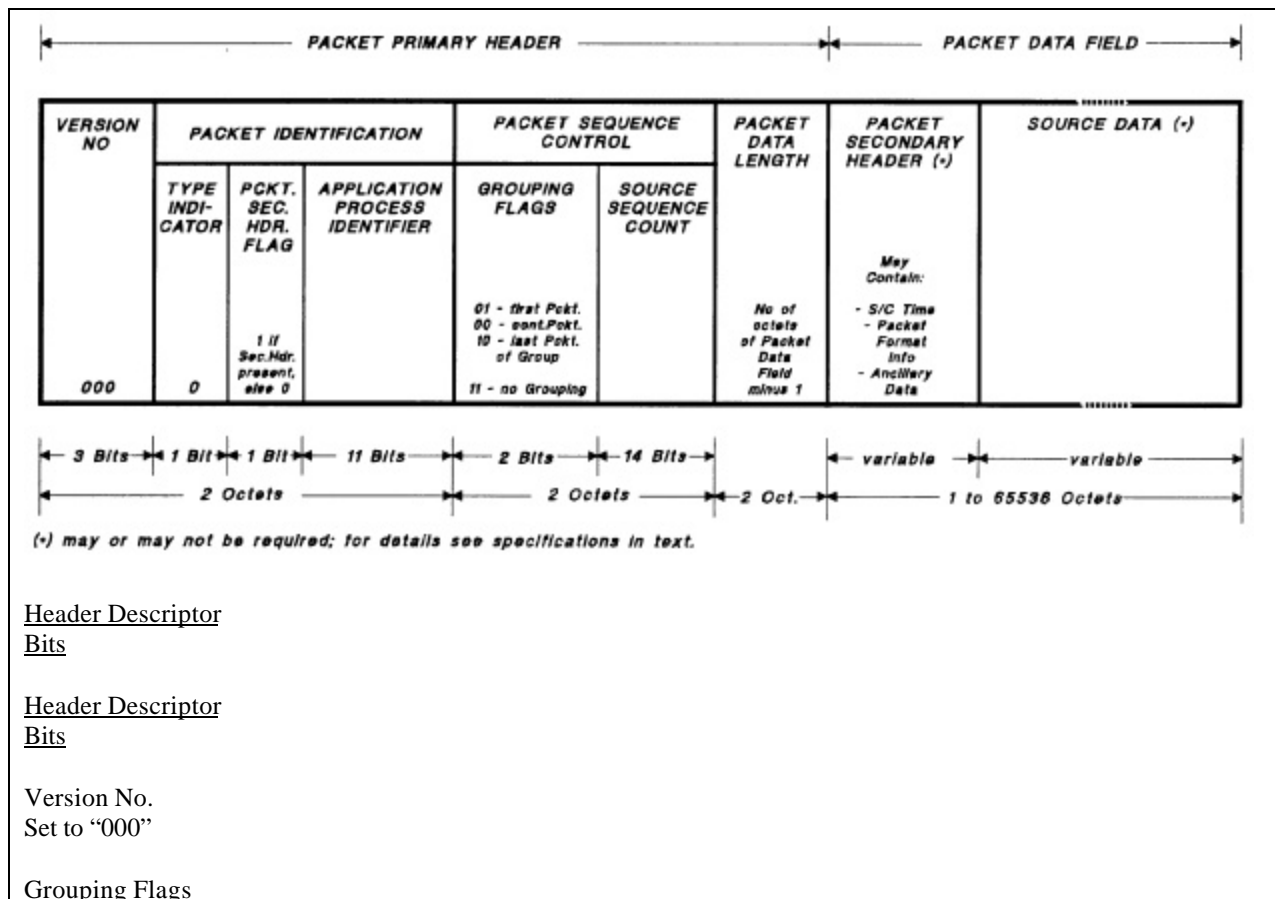 PACKET PRIMARY HEADER
PACKET DATA FIELD
VERSION
NO
000
PACKET IDENTIFICATION
TYPE
INDI-
CATOR
0
PCKT.
SEC.
HDR.
FLAG
1 if
Sec.Hdr.
present,
else 0
APPLICATION
PROCESS
IDENTIFIER
PACKET SEQUENCE
CONTROL
GROUPING
FLAGS
01 - first Pckt.
00 - cont.Pckt.
10 - last Pckt.
of Group
11 - no Grouping
SOURCE
SEQUENCE
COUNT
PACKET
DATA
LENGTH
No of
octets
of Packet
Data
Field
minus 1
PACKET
SECONDARY
HEADER (•)
May
Contain:
- S/C Time
- Packet
Format
Info
- Ancillary
Data
SOURCE DATA (•)
3 Bits
1 Bit
1 Bit
11 Bits
2 Bits
14 Bits
variable
variable
2 Octets
2 Octets
2 Oct.
1 to 65536 Octets
(•) may or may not be required; for details see specifications in text.
Header Descriptor
Bits
Header Descriptor
Bits
Version No.
Set to “000”
Grouping Flags